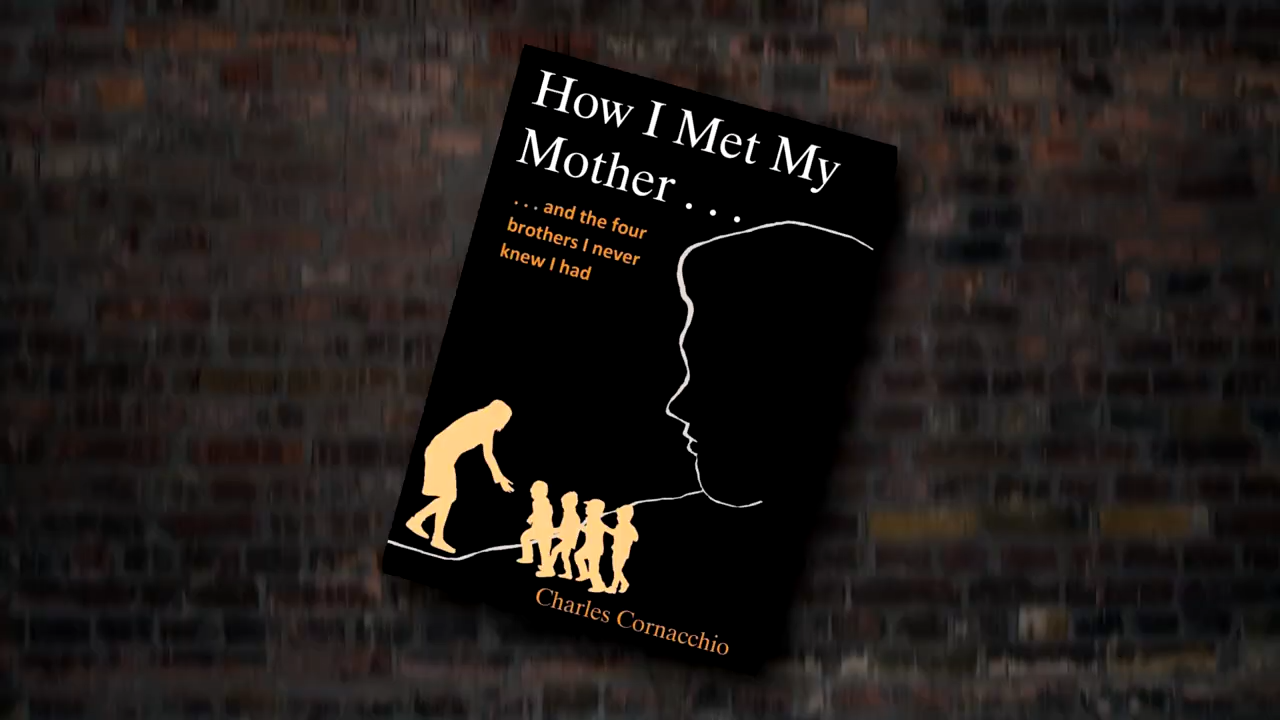 How I Met My
Mother . . .
. . . and the four
brothers I never
knew I had
Charles Cornacchio